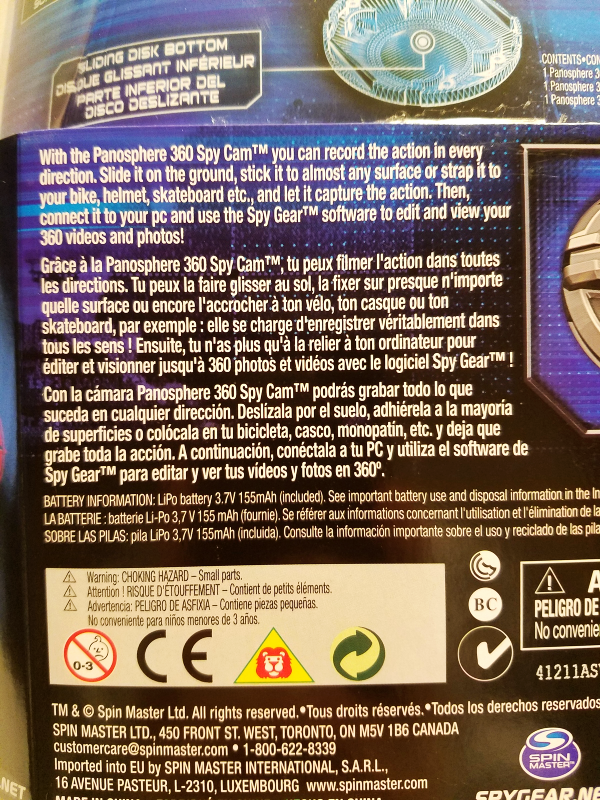 SLIDING DISK BOTTOM
DISQUE GLISSANT INFÉRIEUR
PARTE INFERIOR DEL
DISCO DESLIZANTE
CONTENTS•CON
1 Panosphere 3
1 Panosphere 3
1 Panosphere 3
With the Panosphere 360 Spy Cam™ you can record the action in every
direction. Slide it on the ground, stick it to almost any surface or strap it to
your bike, helmet, skateboard etc., and let it capture the action. Then,
connect it to your pc and use the Spy Gear™ software to edit and view your
360 videos and photos!
Grâce à la Panosphere 360 Spy Cam™, tu peux filmer l'action dans toutes
les directions. Tu peux la faire glisser au sol, la fixer sur presque n'importe
quelle surface ou encore l'accrocher à ton vélo, ton casque ou ton
skateboard, par exemple : elle se charge d'enregistrer véritablement dans
tous les sens ! Ensuite, tu n'as plus qu'à la relier à ton ordinateur pour
éditer et visionner jusqu'à 360 photos et vidéos avec le logiciel Spy Gear™ !
Con la cámara Panosphere 360 Spy Cam™ podrás grabar todo lo que
suceda en cualquier dirección. Deslízala por el suelo, adhiérela a la mayoría
de superficies o colócala en tu bicicleta, casco, monopatín, etc. y deja que
grabe toda la acción. A continuación, conéctala a tu PC y utiliza el software de
Spy Gear™ para editar y ver tus vídeos y fotos en 360º.
BATTERY INFORMATION: LiPo battery 3.7V 155mAh (included). See important battery use and disposal information in the In
LA BATTERIE : batterie Li-Po 3,7 V 155 mAh (fournie). Se référer aux informations concernant l'utilisation et l'élimination de la
SOBRE LAS PILAS: pila LiPo 3,7V 155mAh (incluida). Consulte la información importante sobre el uso y reciclado de las pila
Warning: CHOKING HAZARD – Small parts.
Attention ! RISQUE D'ÉTOUFFEMENT – Contient de petits éléments.
Advertencia: PELIGRO DE ASFIXIA – Contiene piezas pequeñas.
No conveniente para niños menores de 3 años.
0-3
CE
BC
A
PELIGRO DE
No convenie
41211AS
TM & © Spin Master Ltd. All rights reserved.•Tous droits réservés.•Todos los derechos reservados
SPIN MASTER LTD., 450 FRONT ST. WEST, TORONTO, ON M5V 1B6 CANADA
customercare@spinmaster.com • 1-800-622-8339
Imported into EU by SPIN MASTER INTERNATIONAL, S.A.R.L.,
16 AVENUE PASTEUR, L-2310, LUXEMBOURG www.spinmaster.com
SPIN
MASTER™
SPYGEAR.NE
.NET